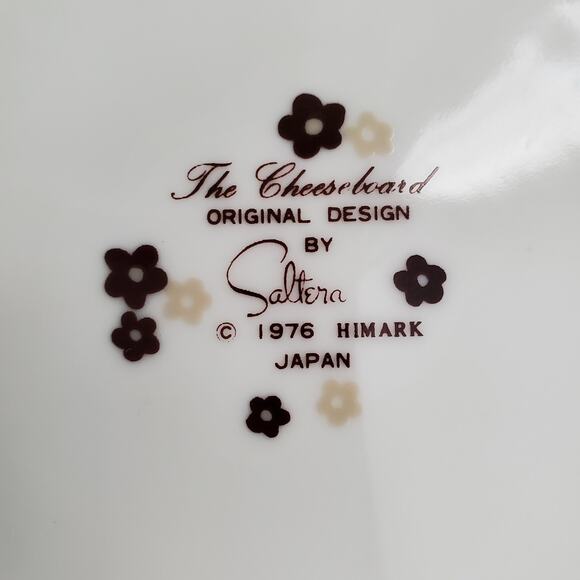 The Cheeseboard
ORIGINAL DESIGN
BY
Saltera
© 1976 HIMARK
JAPAN